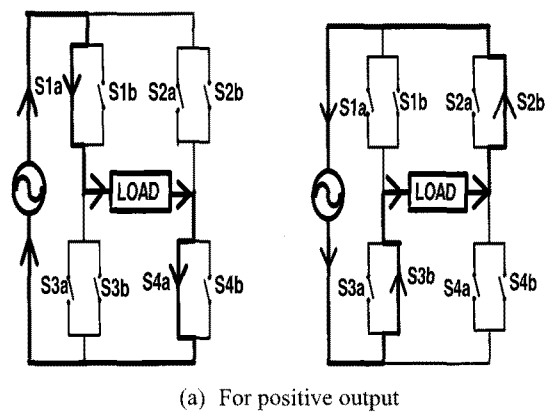 S1a S1b S2a S2b
LOAD
S3a S3b S4a S4b
S1a S1b S2a S2b
LOAD
S3a S3b S4a S4b
(a) For positive output